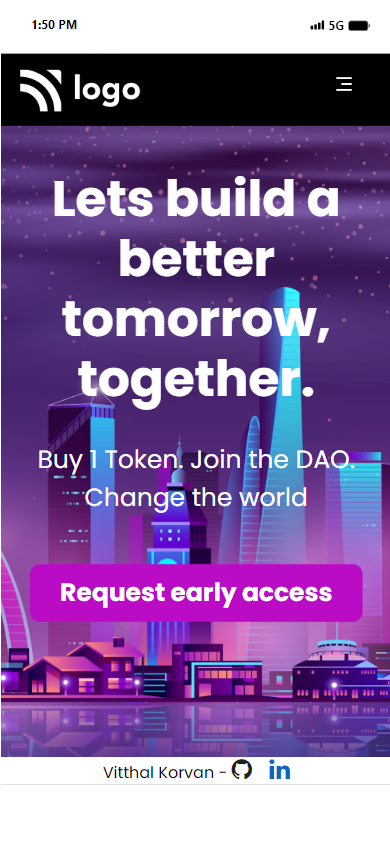 1:50 PM
5G
logo
Lets build a
better
tomorrow,
together.
Buy 1 Token. Join the DAO.
Change the world
Request early access
Vitthal Korvan - in